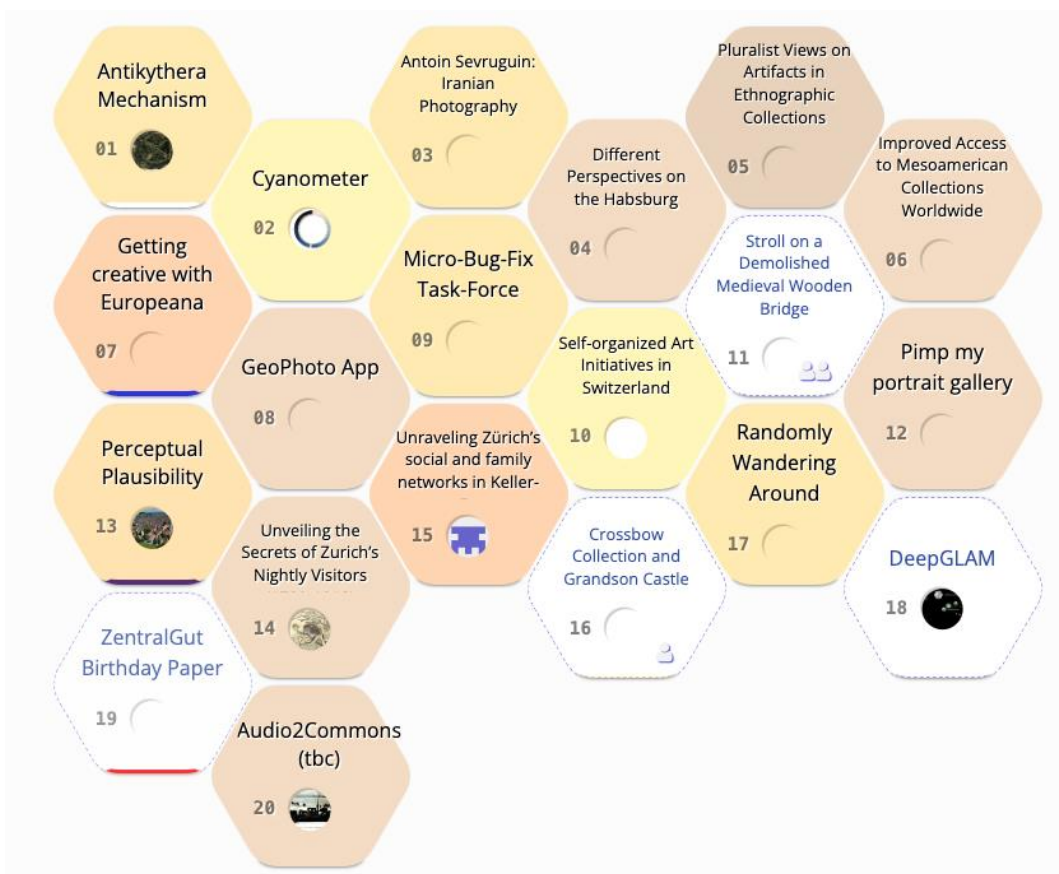 Antikythera
Mechanism
01
Cyanometer
02
Antoin Sevruguin:
Iranian
Photography
03
Different
Perspectives on
the Habsburg
04
Pluralist Views on
Artifacts in
Ethnographic
Collections
05
Improved Access
to Mesoamerican
Collections
Worldwide
06
Getting
creative with
Europeana
07
GeoPhoto App
08
Micro-Bug-Fix
Task-Force
09
Self-organized Art
Initiatives in
Switzerland
10
Stroll on a
Demolished
Medieval Wooden
Bridge
11
Pimp my
portrait gallery
12
Perceptual
Plausibility
13
Unveiling the
Secrets of Zurich's
Nightly Visitors
14
Unraveling Zürich's
social and family
networks in Keller-
15
Crossbow
Collection and
Grandson Castle
16
Randomly
Wandering
Around
17
DeepGLAM
18
ZentralGut
Birthday Paper
19
Audio2Commons
(tbc)
20